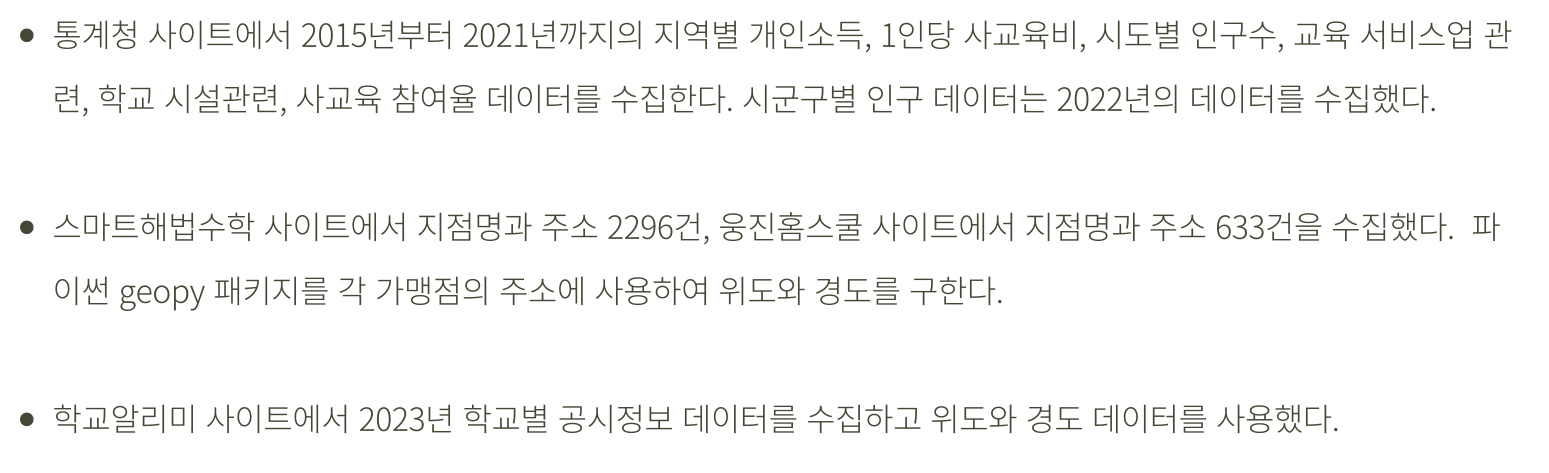 ● 통계청 사이트에서 2015년부터 2021년까지의 지역별 개인소득, 1인당 사교육비, 시도별 인구수, 교육 서비스업 관
련, 학교 시설관련, 사교육 참여율 데이터를 수집한다. 시군구별 인구 데이터는 2022년의 데이터를 수집했다.
● 스마트해법수학 사이트에서 지점명과 주소 2296건, 웅진홈스쿨 사이트에서 지점명과 주소 633건을 수집했다.  파
이썬 geopy 패키지를 각 가맹점의 주소에 사용하여 위도와 경도를 구한다.
● 학교알리미 사이트에서 2023년 학교별 공시정보 데이터를 수집하고 위도와 경도 데이터를 사용했다.